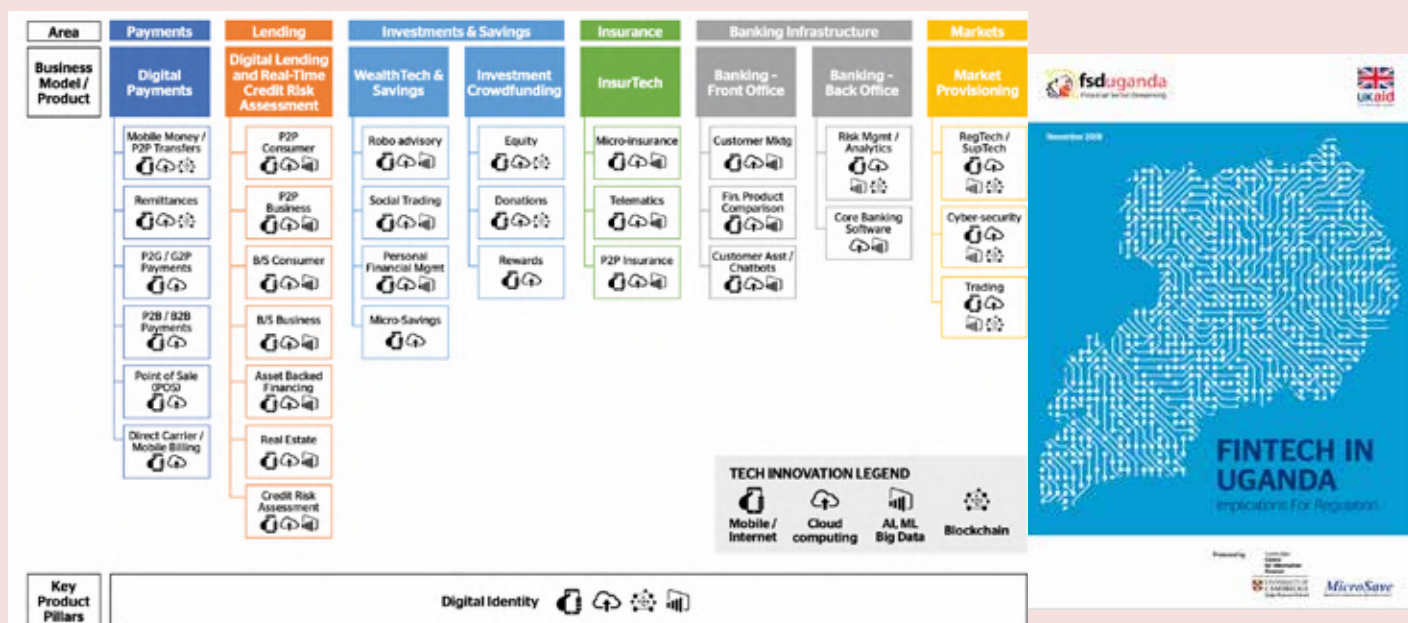 Area
Payments
Lending
Investments & Savings
Insurance
Banking Infrastructure
Markets
Business
Model /
Product
Digital
Payments
Digital Lending
and Real-Time
Credit Risk
Assessment
WealthTech &
Savings
Investment
Crowdfunding
InsurTech
Banking –
Front Office
Banking –
Back Office
Market
Provisioning
Mobile Money /
P2P Transfers
Remittances
P2G / G2P
Payments
P2B / B2B
Payments
Point of Sale
(POS)
Direct Carrier /
Mobile Billing
P2P
Consumer
P2P
Business
B/S Consumer
B/S Business
Asset Backed
Financing
Real Estate
Credit Risk
Assessment
Robo advisory
Social Trading
Personal
Financial Mgmt
Micro-Savings
Equity
Donations
Rewards
Micro-insurance
Telematics
P2P Insurance
Customer Mktg
Fin. Product
Comparison
Customer Asst /
Chatbots
Risk Mgmt /
Analytics
Core Banking
Software
RegTech /
SupTech
Cyber-security
Trading
TECH INNOVATION LEGEND
Mobile /
Internet
Cloud
computing
AI, ML
Big Data
Blockchain
Key
Product
Pillars
Digital Identity
fsduganda
Financial Sector Deepening
UKaid
FINTECH IN
UGANDA
Implications For Regulation
UNIVERSITY OF
CAMBRIDGE
MicroSave